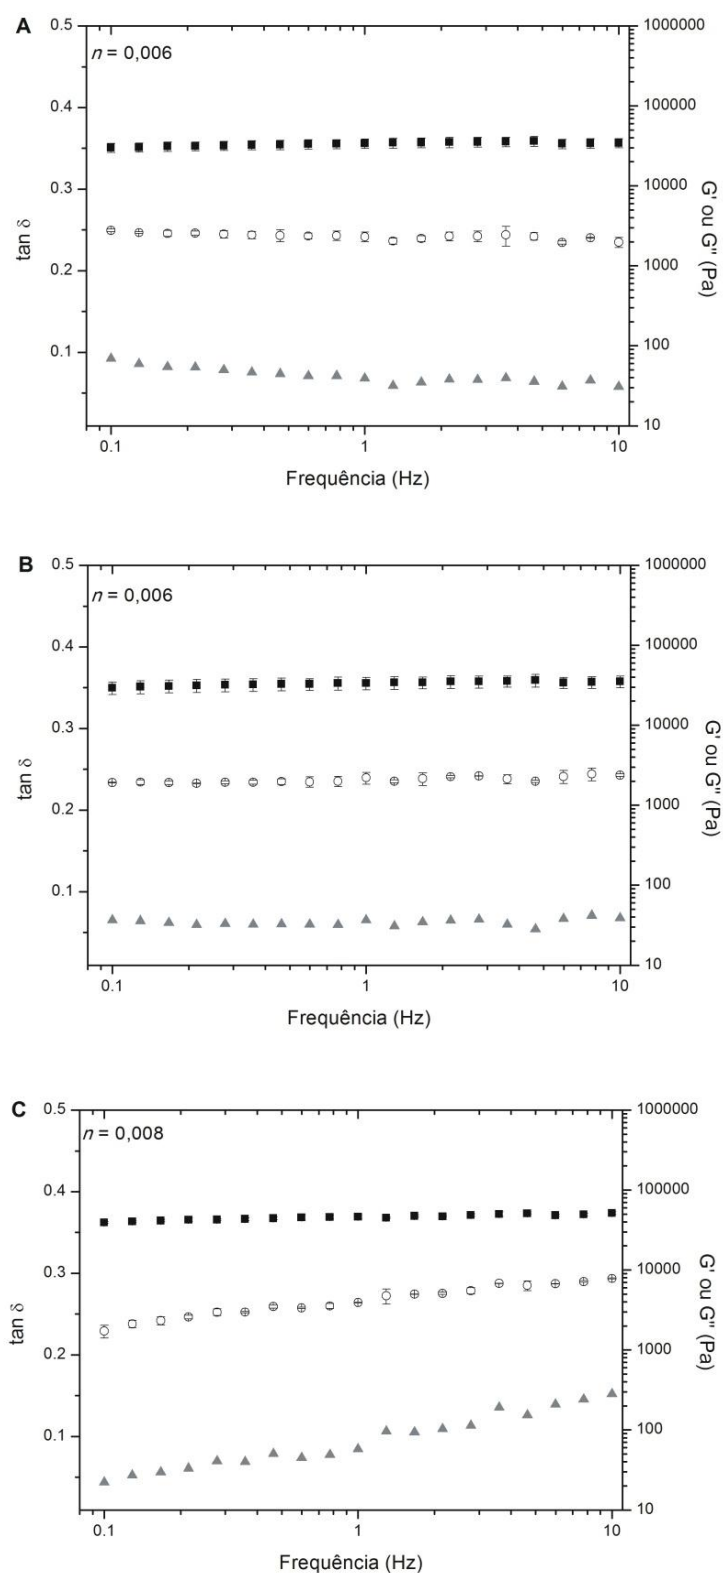 A
n = 0,006
0.5
0.4
0.3
0.2
0.1
tan δ
1000000
100000
10000
1000
100
10
G' ou G'' (Pa)
0.1
1
10
Frequência (Hz)
B
n = 0,006
0.5
0.4
0.3
0.2
0.1
tan δ
1000000
100000
10000
1000
100
10
G' ou G'' (Pa)
0.1
1
10
Frequência (Hz)
C
n = 0,008
0.5
0.4
0.3
0.2
0.1
tan δ
1000000
100000
10000
1000
100
10
G' ou G'' (Pa)
0.1
1
10
Frequência (Hz)